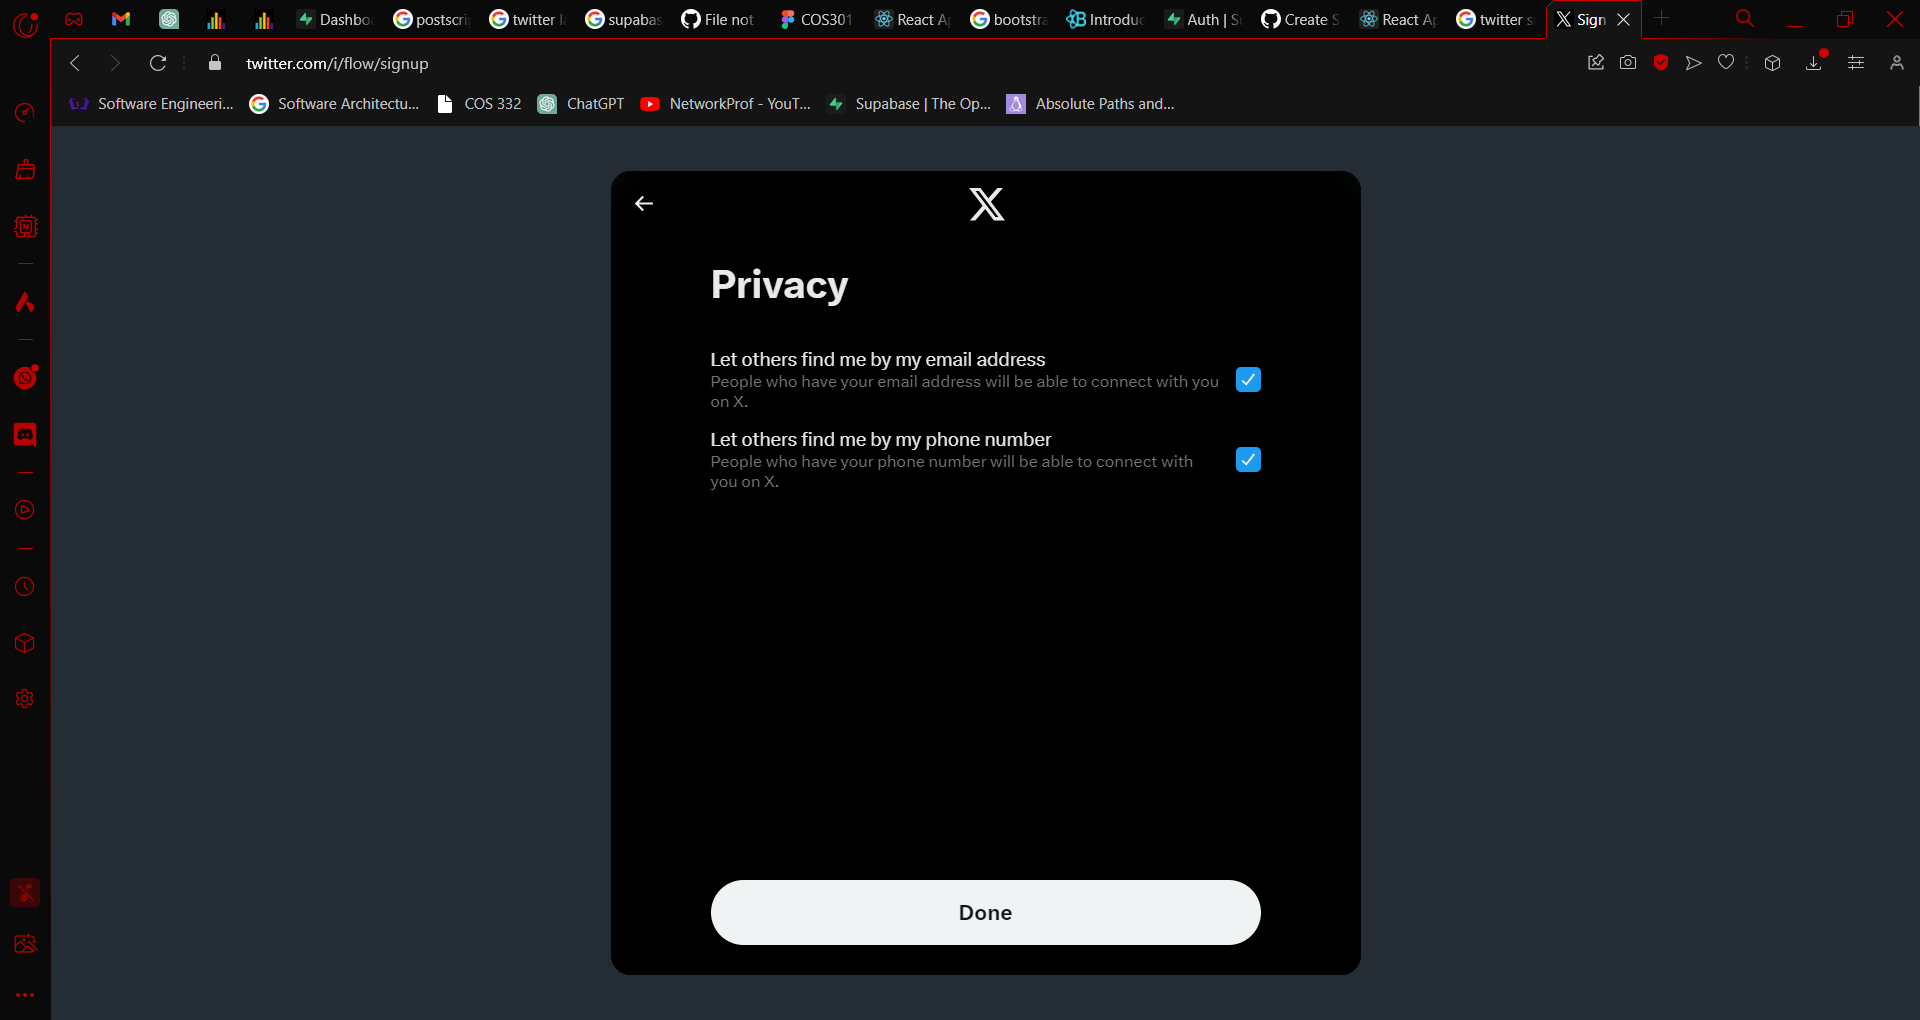 Dashbo
postscri
twitter l
supabas
File not
COS301
React Ap
bootstra
Introduc
Auth | S
Create S
React Ap
twitter s
Sign
twitter.com/i/flow/signup
Software Engineeri...
Software Architectu...
COS 332
ChatGPT
NetworkProf - YouT...
Supabase | The Op...
Absolute Paths and...
X
Privacy
Let others find me by my email address
People who have your email address will be able to connect with you
on X.
Let others find me by my phone number
People who have your phone number will be able to connect with
you on X.
Done